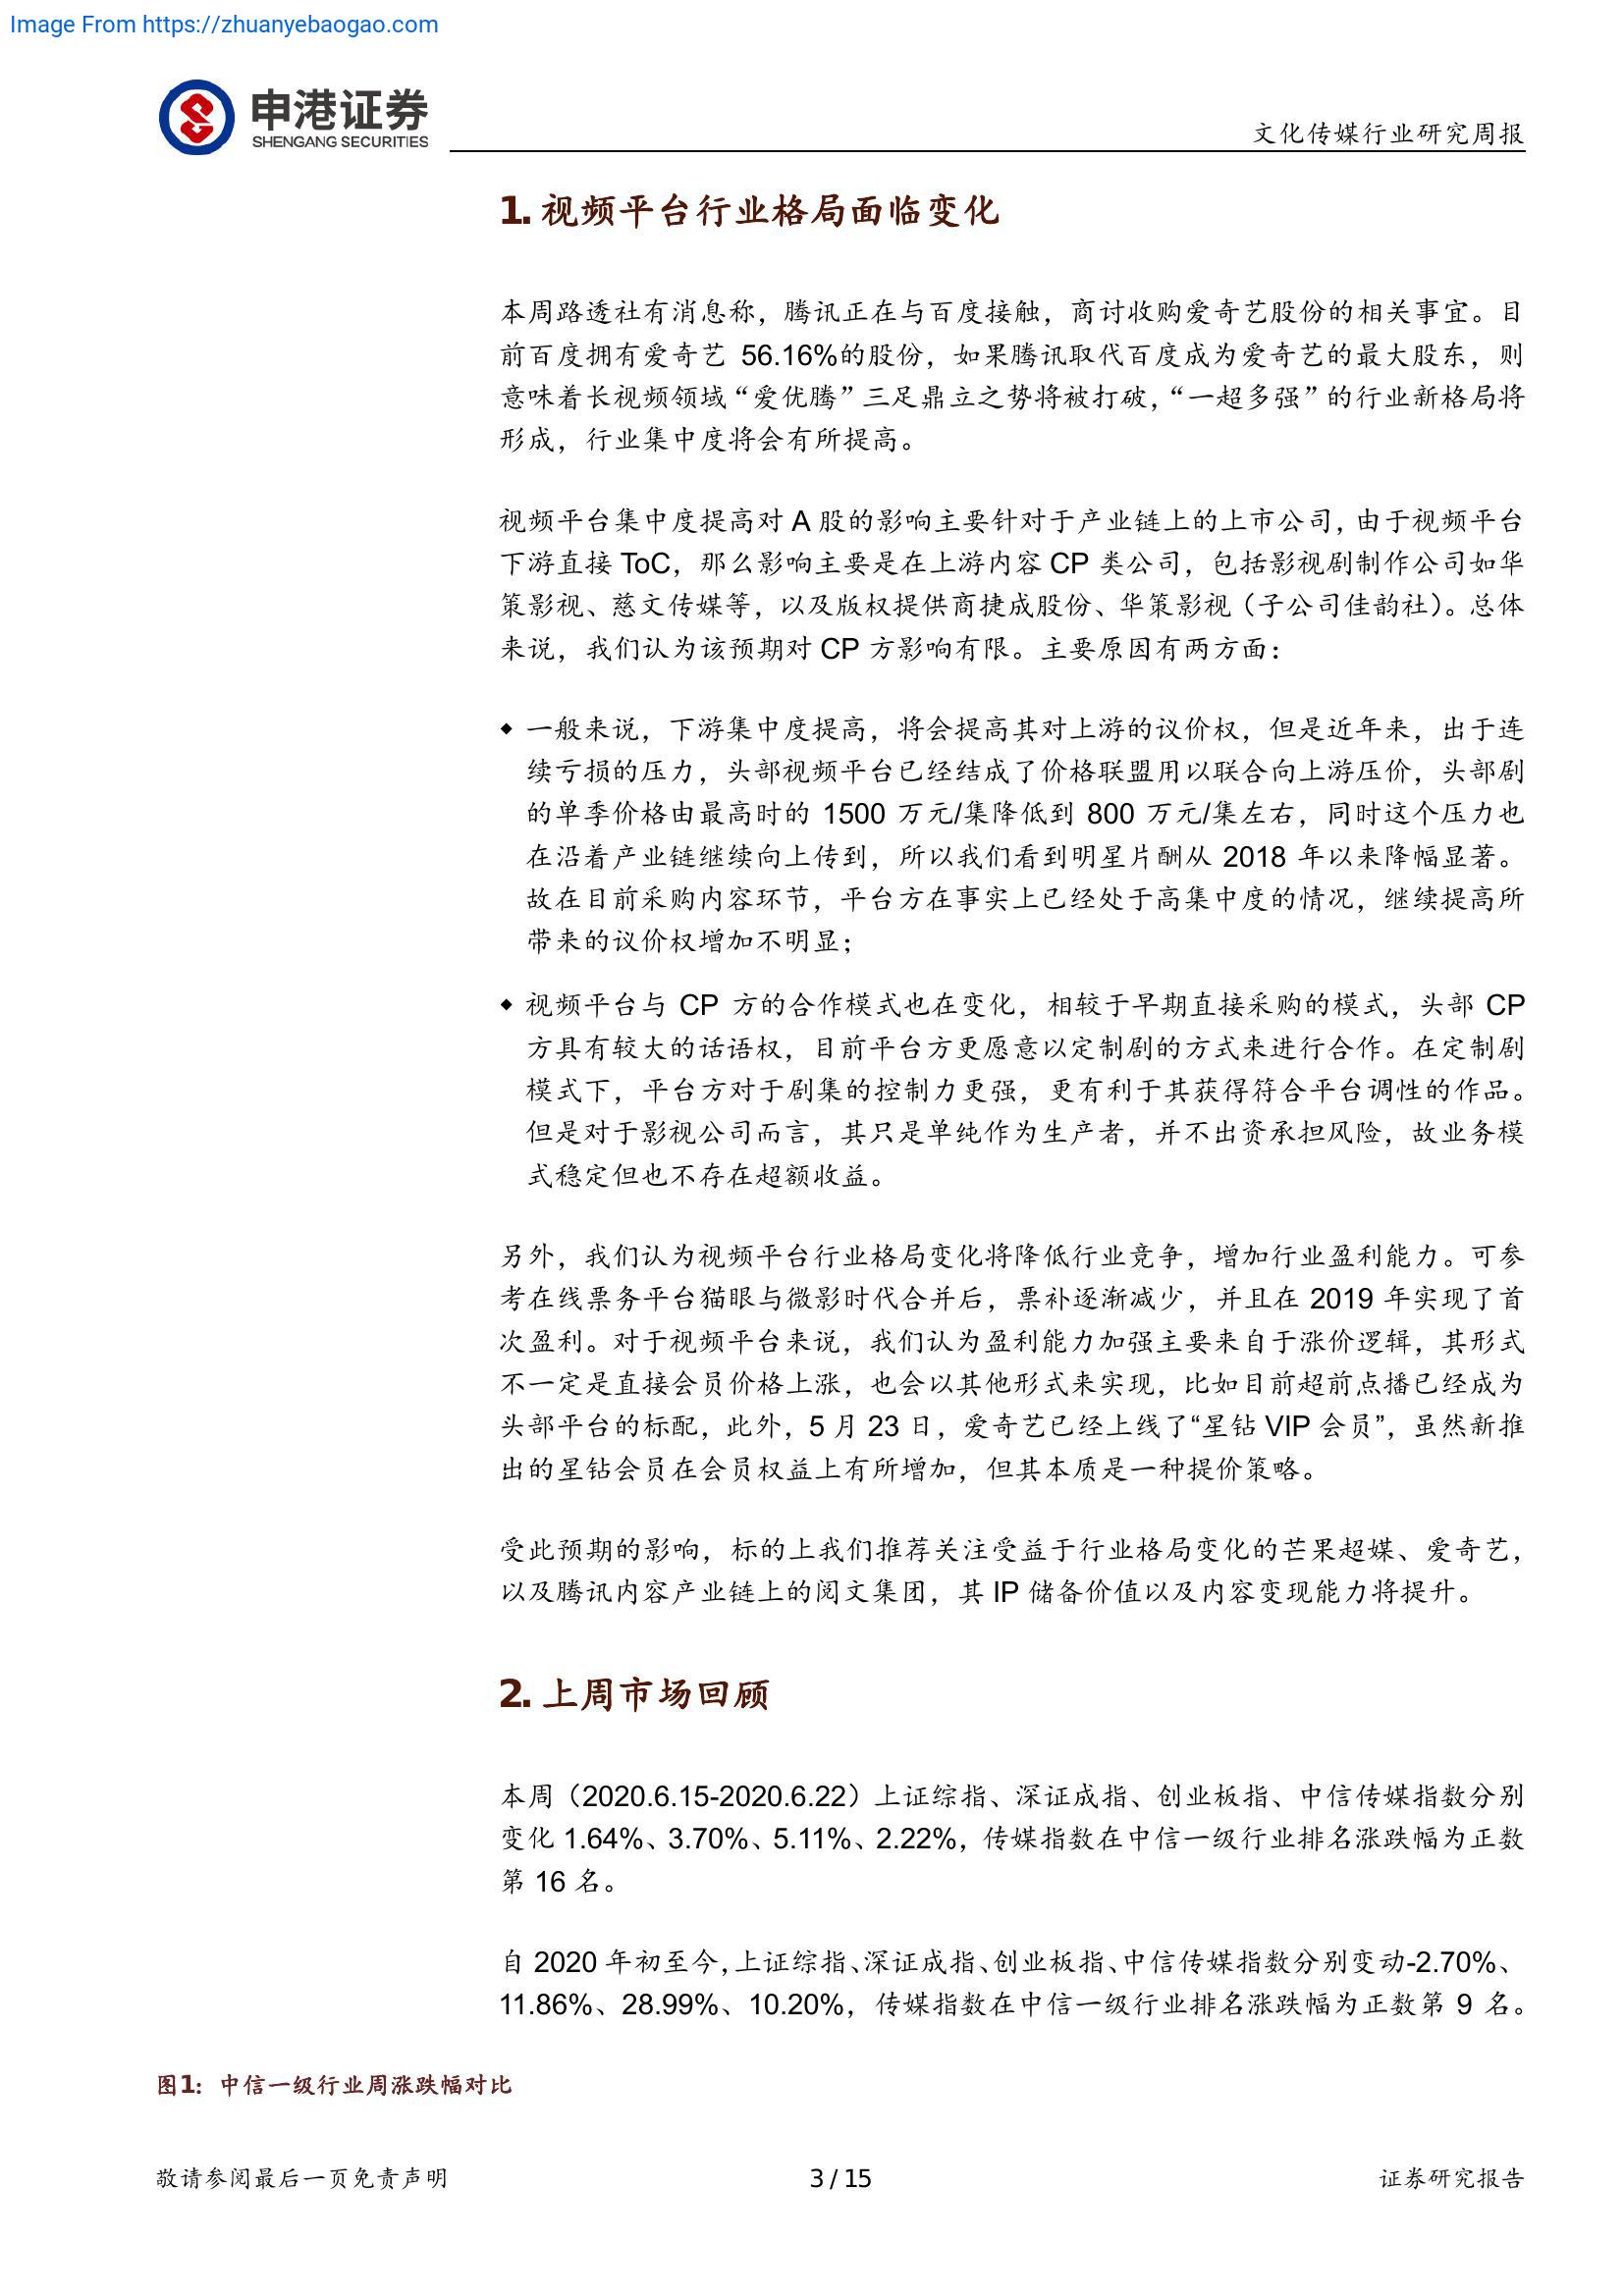 Image From https://zhuanyebaogao.com
申港证券
SHENGANG SECURITIES
文化传媒行业研究周报
1. 视频平台行业格局面临变化
本周路透社有消息称，腾讯正在与百度接触，商讨收购爱奇艺股份的相关事宜。目
前百度拥有爱奇艺 56.16%的股份，如果腾讯取代百度成为爱奇艺的最大股东，则
意味着长视频领域“爱优腾”三足鼎立之势将被打破，“一超多强”的行业新格局将
形成，行业集中度将会有所提高。
视频平台集中度提高对 A 股的影响主要针对于产业链上的上市公司，由于视频平台
下游直接 ToC，那么影响主要是在上游内容 CP 类公司，包括影视剧制作公司如华
策影视、慈文传媒等，以及版权提供商捷成股份、华策影视（子公司佳韵社）。总体
来说，我们认为该预期对 CP 方影响有限。主要原因有两方面：
◆ 一般来说，下游集中度提高，将会提高其对上游的议价权，但是近年来，出于连
续亏损的压力，头部视频平台已经结成了价格联盟用以联合向上游压价，头部剧
的单季价格由最高时的 1500 万元/集降低到 800 万元/集左右，同时这个压力也
在沿着产业链继续向上传到，所以我们看到明星片酬从 2018 年以来降幅显著。
故在目前采购内容环节，平台方在事实上已经处于高集中度的情况，继续提高所
带来的议价权增加不明显；
◆ 视频平台与 CP 方的合作模式也在变化，相较于早期直接采购的模式，头部 CP
方具有较大的话语权，目前平台方更愿意以定制剧的方式来进行合作。在定制剧
模式下，平台方对于剧集的控制力更强，更有利于其获得符合平台调性的作品。
但是对于影视公司而言，其只是单纯作为生产者，并不出资承担风险，故业务模
式稳定但也不存在超额收益。
另外，我们认为视频平台行业格局变化将降低行业竞争，增加行业盈利能力。可参
考在线票务平台猫眼与微影时代合并后，票补逐渐减少，并且在 2019 年实现了首
次盈利。对于视频平台来说，我们认为盈利能力加强主要来自于涨价逻辑，其形式
不一定是直接会员价格上涨，也会以其他形式来实现，比如目前超前点播已经成为
头部平台的标配，此外，5 月 23 日，爱奇艺已经上线了“星钻 VIP 会员”，虽然新推
出的星钻会员在会员权益上有所增加，但其本质是一种提价策略。
受此预期的影响，标的上我们推荐关注受益于行业格局变化的芒果超媒、爱奇艺，
以及腾讯内容产业链上的阅文集团，其 IP 储备价值以及内容变现能力将提升。
2. 上周市场回顾
本周（2020.6.15-2020.6.22）上证综指、深证成指、创业板指、中信传媒指数分别
变化 1.64%、3.70%、5.11%、2.22%，传媒指数在中信一级行业排名涨跌幅为正数
第 16 名。
自 2020 年初至今，上证综指、深证成指、创业板指、中信传媒指数分别变动-2.70%、
11.86%、28.99%、10.20%，传媒指数在中信一级行业排名涨跌幅为正数第 9 名。
图1：中信一级行业周涨跌幅对比
敬请参阅最后一页免责声明
3 / 15
证券研究报告